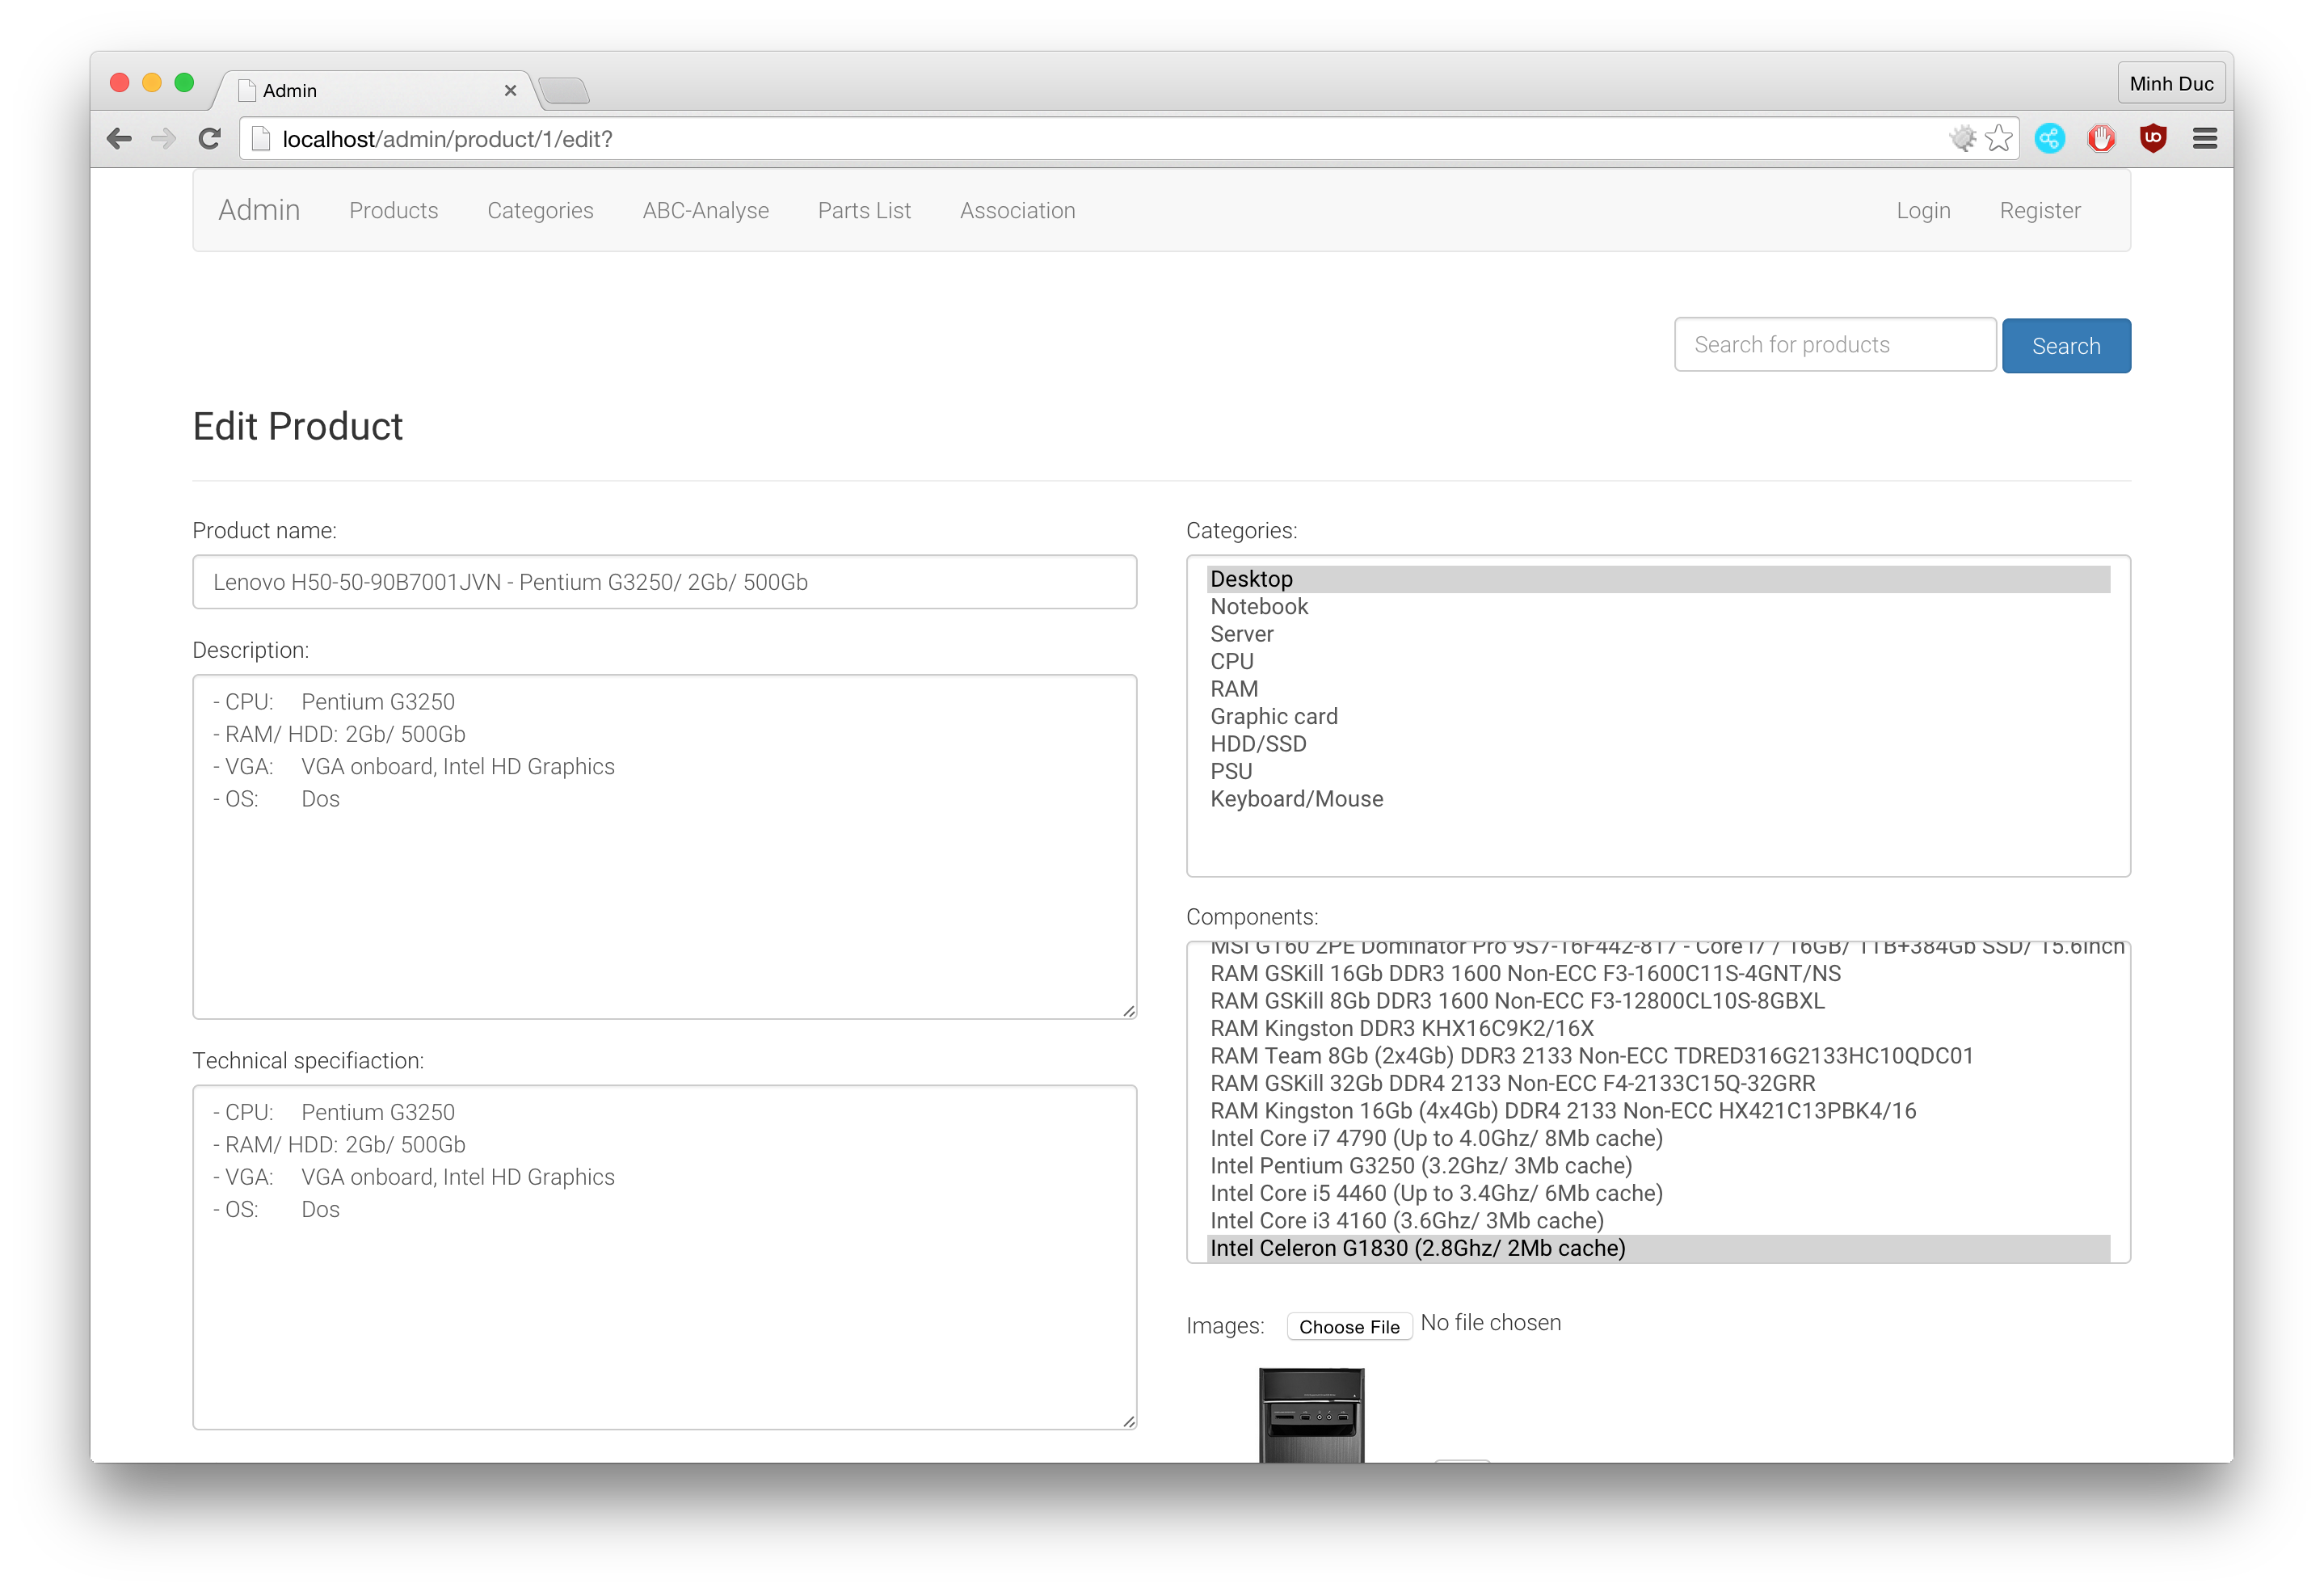 Admin
Minh Duc
localhost/admin/product/1/edit?
Admin Products Categories ABC-Analyse Parts List Association Login Register
Search for products Search
Edit Product
Product name:
Lenovo H50-50-90B7001JVN - Pentium G3250/ 2Gb/ 500Gb
Description:
- CPU: Pentium G3250
- RAM/ HDD: 2Gb/ 500Gb
- VGA: VGA onboard, Intel HD Graphics
- OS: Dos
Technical specifiaction:
- CPU: Pentium G3250
- RAM/ HDD: 2Gb/ 500Gb
- VGA: VGA onboard, Intel HD Graphics
- OS: Dos
Categories:
Desktop
Notebook
Server
CPU
RAM
Graphic card
HDD/SSD
PSU
Keyboard/Mouse
Components:
MSI GT60 2PE Dominator Pro 9S7-16F442-817 - Core i7 / 16GB/ 1TB+384Gb SSD/ 15.6Inch
RAM GSKill 16Gb DDR3 1600 Non-ECC F3-1600C11S-4GNT/NS
RAM GSKill 8Gb DDR3 1600 Non-ECC F3-12800CL10S-8GBXL
RAM Kingston DDR3 KHX16C9K2/16X
RAM Team 8Gb (2x4Gb) DDR3 2133 Non-ECC TDRED316G2133HC10QDC01
RAM GSKill 32Gb DDR4 2133 Non-ECC F4-2133C15Q-32GRR
RAM Kingston 16Gb (4x4Gb) DDR4 2133 Non-ECC HX421C13PBK4/16
Intel Core i7 4790 (Up to 4.0Ghz/ 8Mb cache)
Intel Pentium G3250 (3.2Ghz/ 3Mb cache)
Intel Core i5 4460 (Up to 3.4Ghz/ 6Mb cache)
Intel Core i3 4160 (3.6Ghz/ 3Mb cache)
Intel Celeron G1830 (2.8Ghz/ 2Mb cache)
Images: Choose File No file chosen